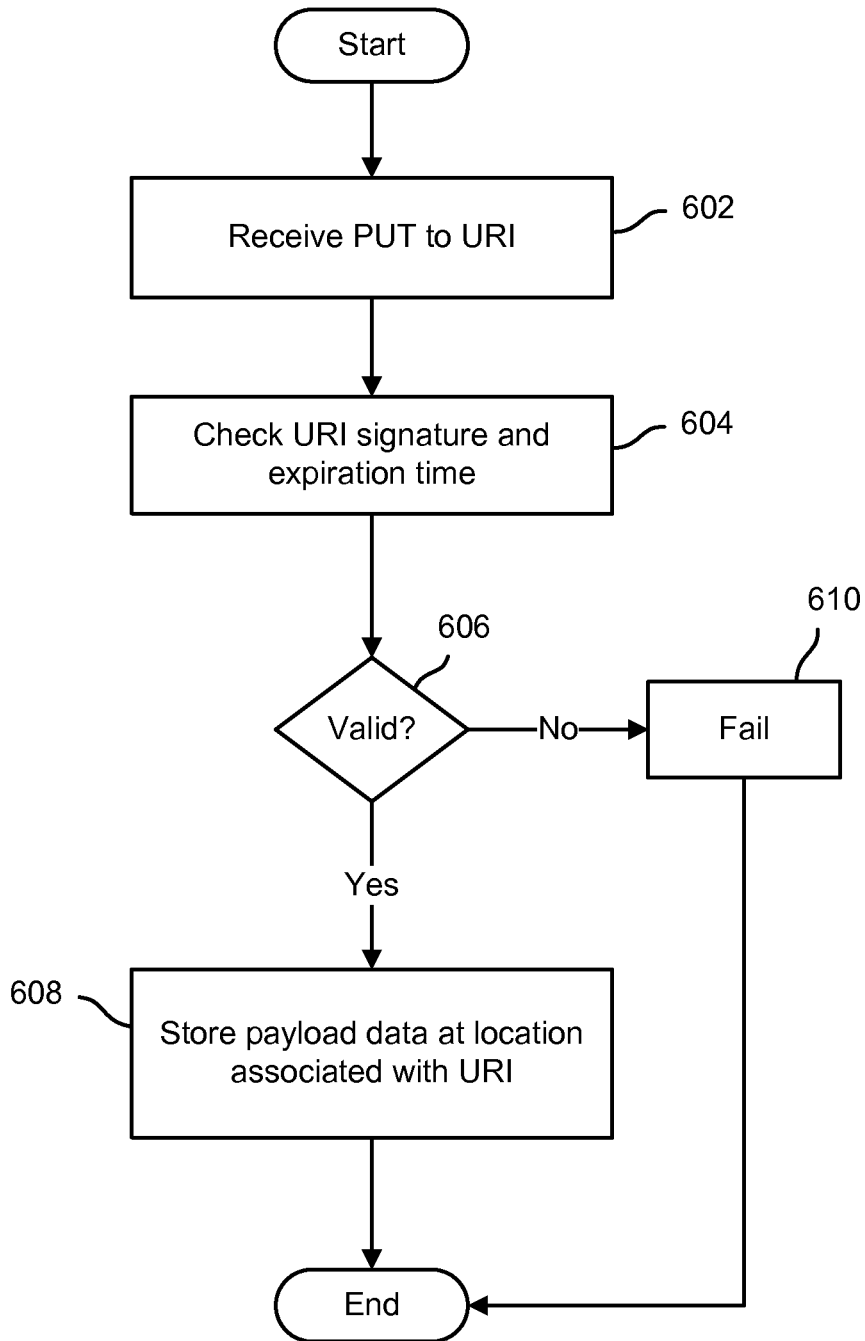 Start
Receive PUT to URI
602
Check URI signature and
expiration time
604
606
Valid?
No
610
Fail
Yes
608
Store payload data at location
associated with URI
End